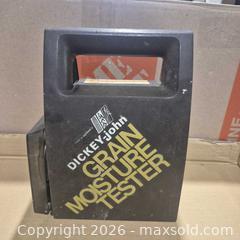 DICKEY-john
GRAIN
MOISTURE
TESTER
Copyright 2026 - maxsold.com